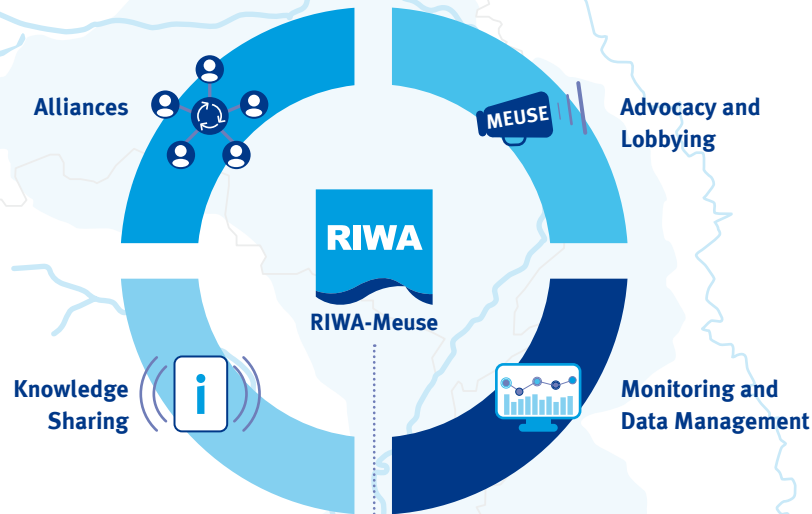 Alliances
MEUSE
Advocacy and
Lobbying
RIWA
RIWA-Meuse
Knowledge
Sharing
i
Monitoring and
Data Management